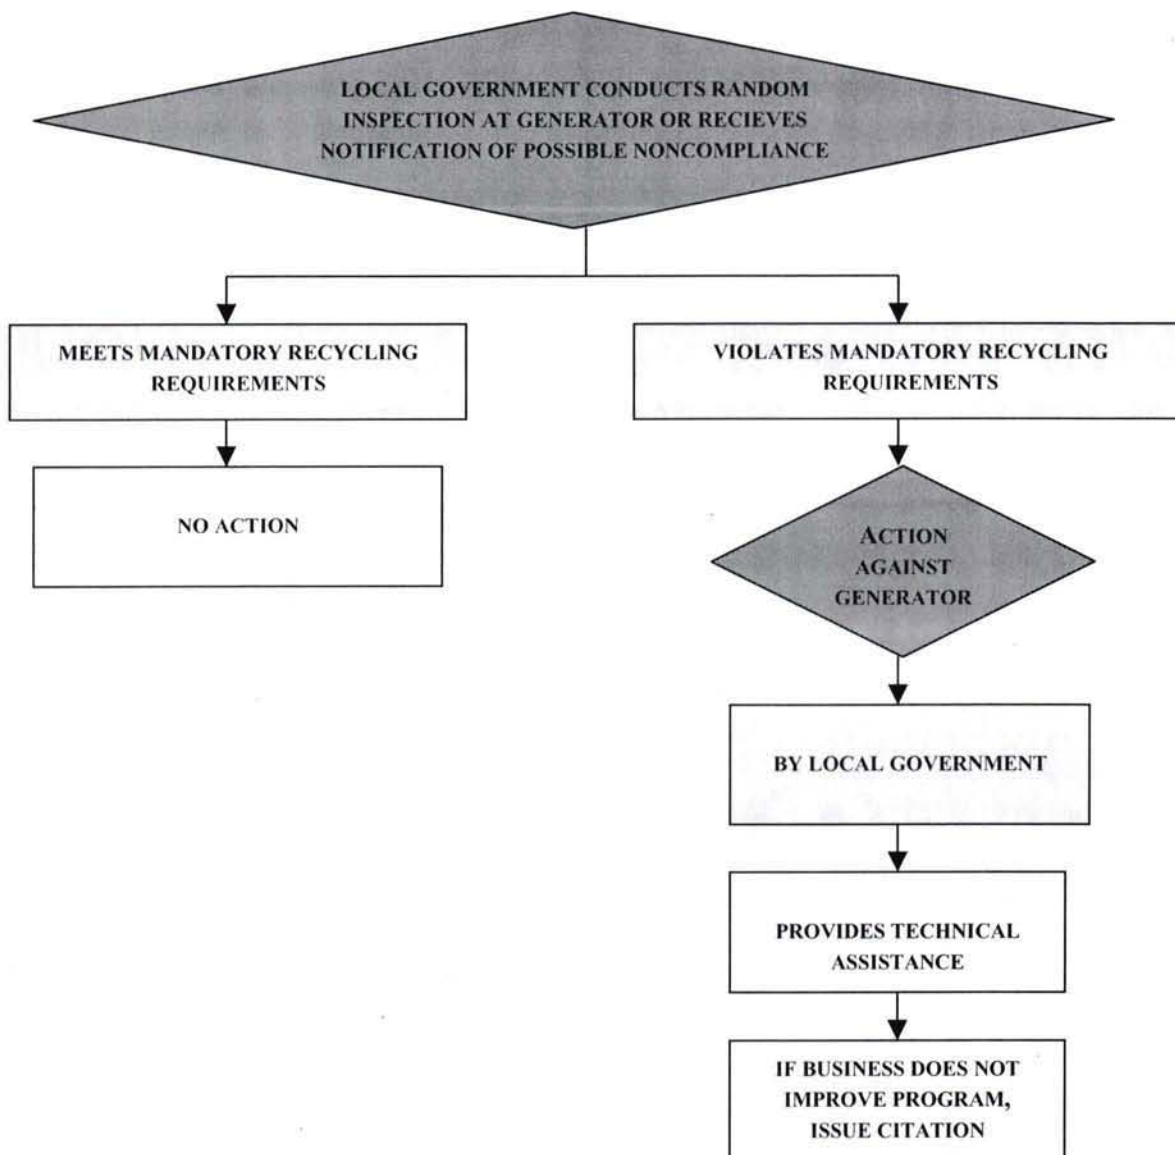 LOCAL GOVERNMENT CONDUCTS RANDOM
INSPECTION AT GENERATOR OR RECIEVES
NOTIFICATION OF POSSIBLE NONCOMPLIANCE
MEETS MANDATORY RECYCLING
REQUIREMENTS
VIOLATES MANDATORY RECYCLING
REQUIREMENTS
NO ACTION
ACTION
AGAINST
GENERATOR
BY LOCAL GOVERNMENT
PROVIDES TECHNICAL
ASSISTANCE
IF BUSINESS DOES NOT
IMPROVE PROGRAM,
ISSUE CITATION